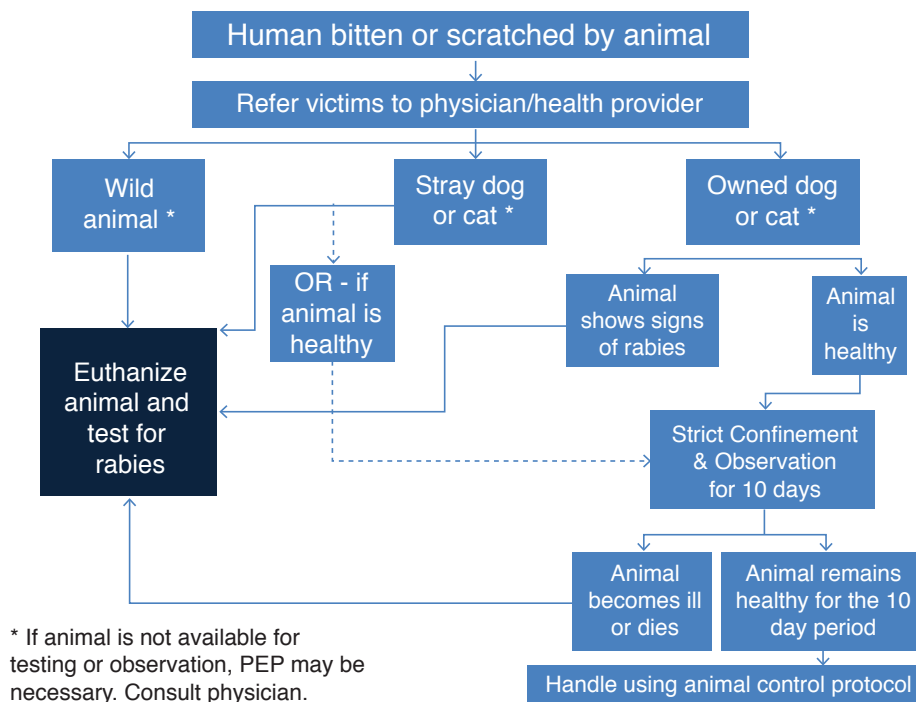 Human bitten or scratched by animal
Refer victims to physician/health provider
Wild
animal *
Stray dog
or cat *
Owned dog
or cat *
OR - if
animal is
healthy
Animal
shows signs
of rabies
Animal
is
healthy
Euthanize
animal and
test for
rabies
Strict Confinement
& Observation
for 10 days
Animal
becomes ill
or dies
Animal remains
healthy for the 10
day period
* If animal is not available for
testing or observation, PEP may be
necessary. Consult physician.
Handle using animal control protocol